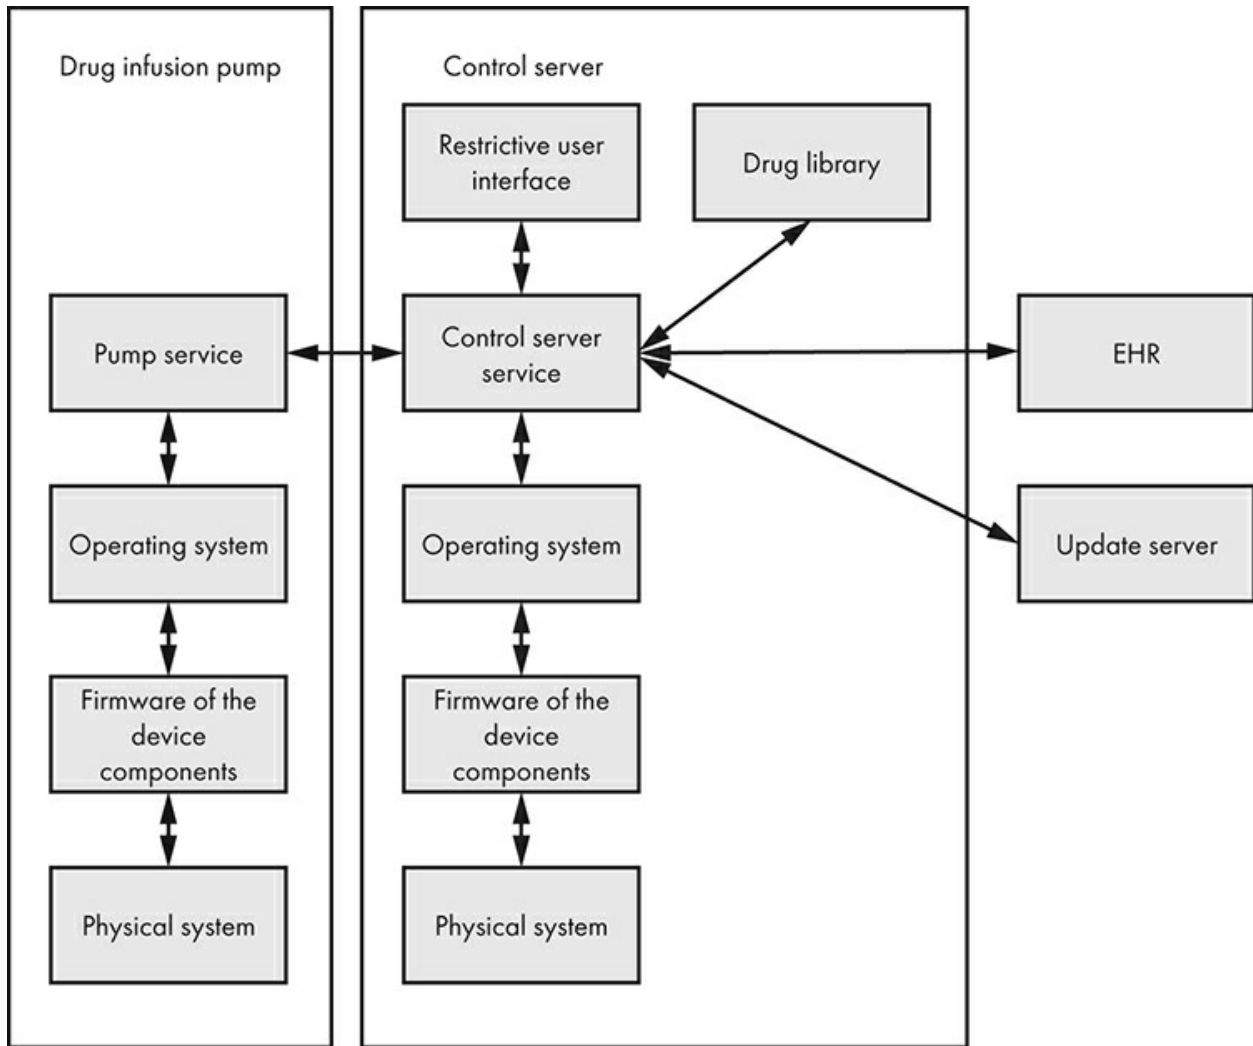 Drug infusion pump
Control server
Restrictive user
interface
Drug library
Pump service
Control server
service
EHR
Operating system
Operating system
Update server
Firmware of the
device
components
Firmware of the
device
components
Physical system
Physical system